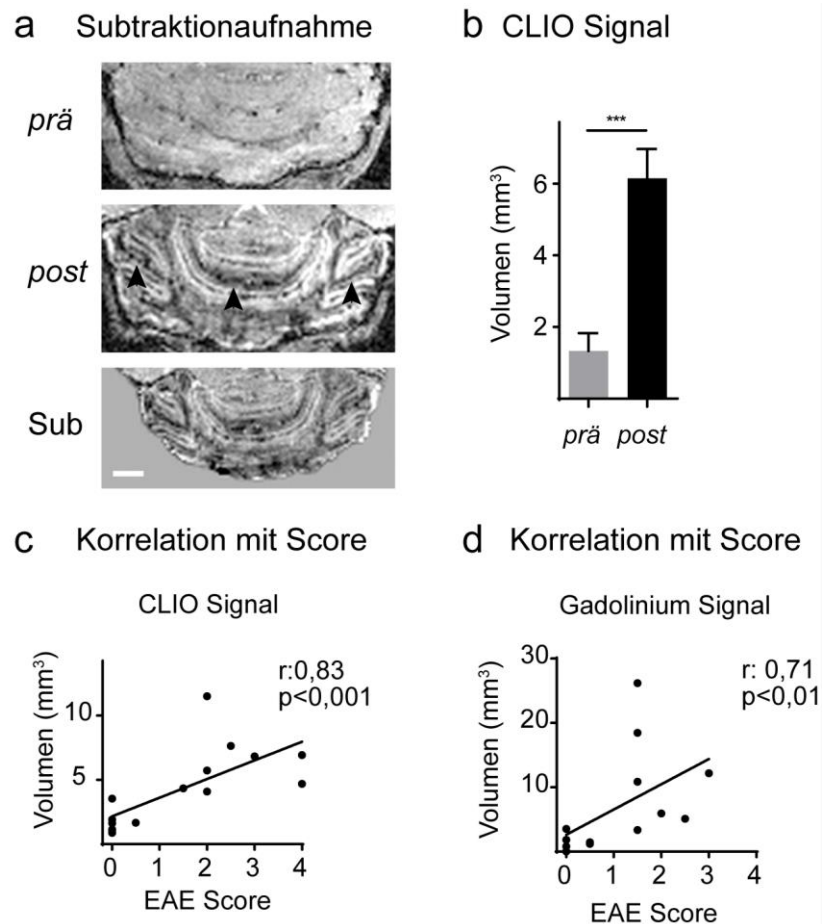 a Subtraktionaufnahme
prä
post
Sub
b CLIO Signal
***
Volumen (mm³)
6
4
2
prä post
c Korrelation mit Score
CLIO Signal
r:0,83
p<0,001
Volumen (mm³)
10
5
0 1 2 3 4
EAE Score
d Korrelation mit Score
Gadolinium Signal
r: 0,71
p<0,01
Volumen (mm³)
30
20
10
0 1 2 3 4
EAE Score